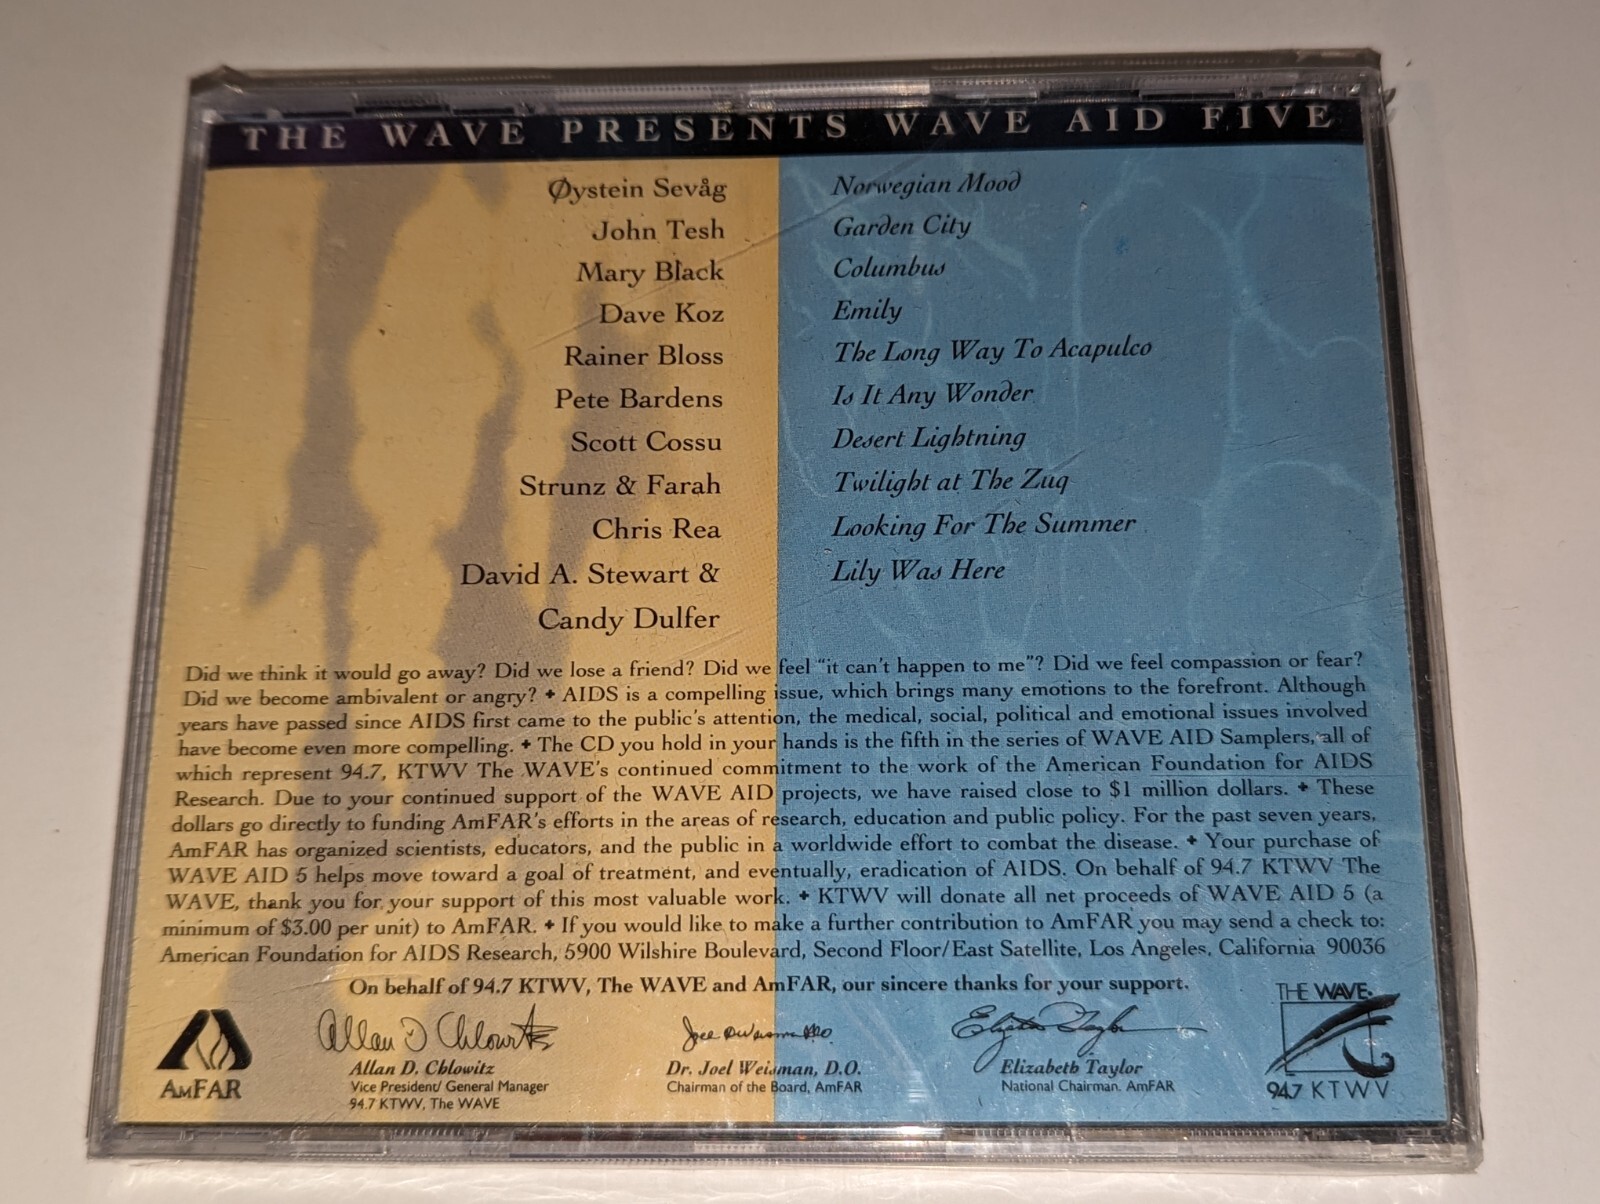 THE WAVE PRESENTS WAVE AID FIVE
Øystein Sevåg Norwegian Mood
John Tesh Garden City
Mary Black Columbus
Dave Koz Emily
Rainer Bloss The Long Way To Acapulco
Pete Bardens Is It Any Wonder
Scott Cossu Desert Lightning
Strunz & Farah Twilight at The Zuq
Chris Rea Looking For The Summer
David A. Stewart & Lily Was Here
Candy Dulfer
Did we think it would go away? Did we lose a friend? Did we feel "it can't happen to me"? Did we feel compassion or fear?
Did we become ambivalent or angry? ✦ AIDS is a compelling issue, which brings many emotions to the forefront. Although
years have passed since AIDS first came to the public's attention, the medical, social, political and emotional issues involved
have become even more compelling. ✦ The CD you hold in your hands is the fifth in the series of WAVE AID Samplers, all of
which represent 94.7, KTWV The WAVE's continued commitment to the work of the American Foundation for AIDS
Research. Due to your continued support of the WAVE AID projects, we have raised close to $1 million dollars. ✦ These
dollars go directly to funding AmFAR's efforts in the areas of research, education and public policy. For the past seven years,
AmFAR has organized scientists, educators, and the public in a worldwide effort to combat the disease. ✦ Your purchase of
WAVE AID 5 helps move toward a goal of treatment, and eventually, eradication of AIDS. On behalf of 94.7 KTWV The
WAVE, thank you for your support of this most valuable work. ✦ KTWV will donate all net proceeds of WAVE AID 5 (a
minimum of $3.00 per unit) to AmFAR. ✦ If you would like to make a further contribution to AmFAR you may send a check to:
American Foundation for AIDS Research, 5900 Wilshire Boulevard, Second Floor/East Satellite, Los Angeles, California 90036
On behalf of 94.7 KTWV, The WAVE and AmFAR, our sincere thanks for your support.
AMFAR
Allan D Chlowitz
Allan D. Chlowitz
Vice President/ General Manager
94.7 KTWV, The WAVE
Dr. Joel Weisman, D.O.
Chairman of the Board, AmFAR
Elizabeth Taylor
Elizabeth Taylor
National Chairman, AmFAR
THE WAVE
94.7 KTWV